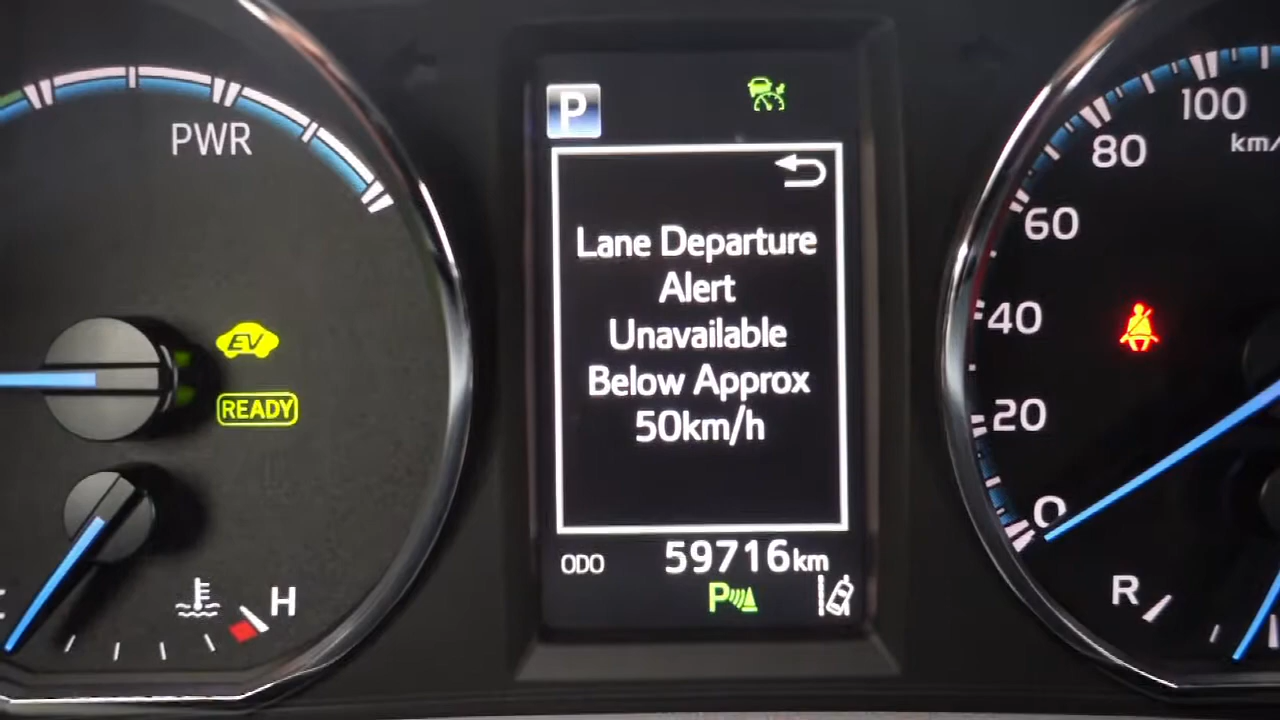 PWR
EV
READY
H
P
Lane Departure
Alert
Unavailable
Below Approx
50km/h
ODO 59716km
P
100
80
km/
60
40
20
0
R